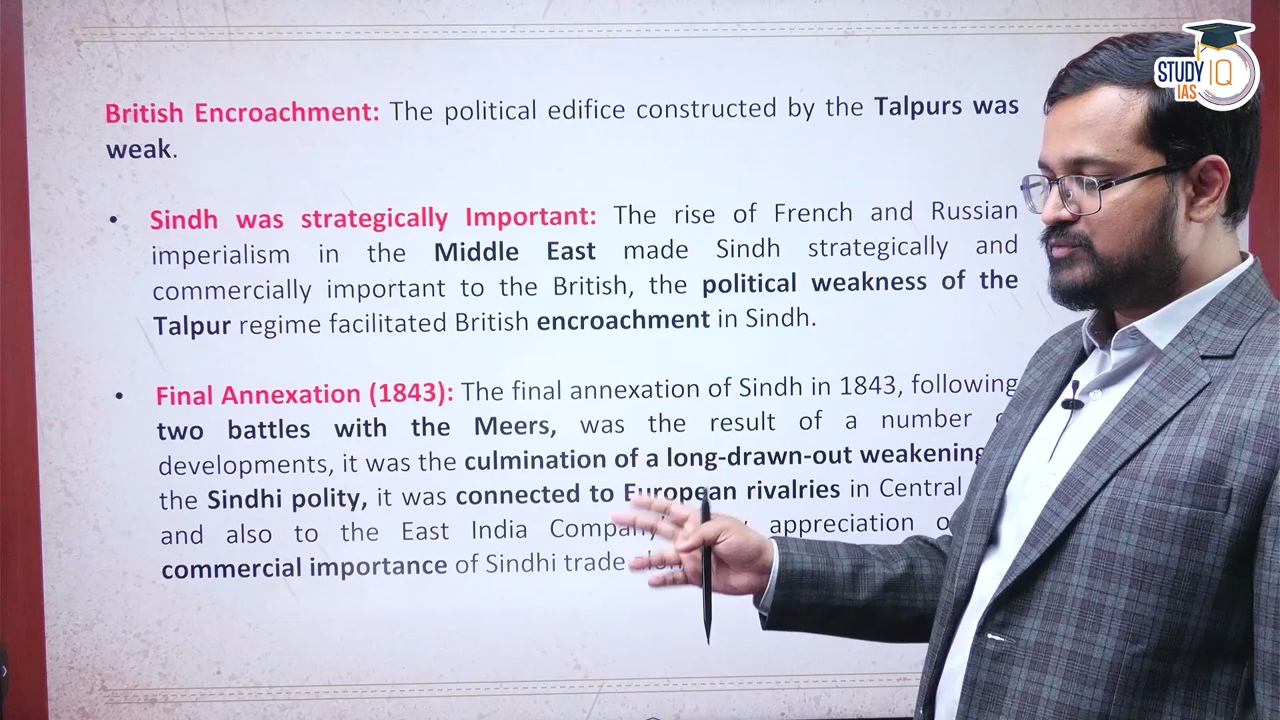 STUDY IQ
IAS
British Encroachment: The political edifice constructed by the Talpurs was
weak.
• Sindh was strategically Important: The rise of French and Russian
imperialism in the Middle East made Sindh strategically and
commercially important to the British, the political weakness of the
Talpur regime facilitated British encroachment in Sindh.
• Final Annexation (1843): The final annexation of Sindh in 1843, following
two battles with the Meers, was the result of a number
developments, it was the culmination of a long-drawn-out weakening
the Sindhi polity, it was connected to European rivalries in Central
and also to the East India appreciation
commercial importance of Sindhi trade